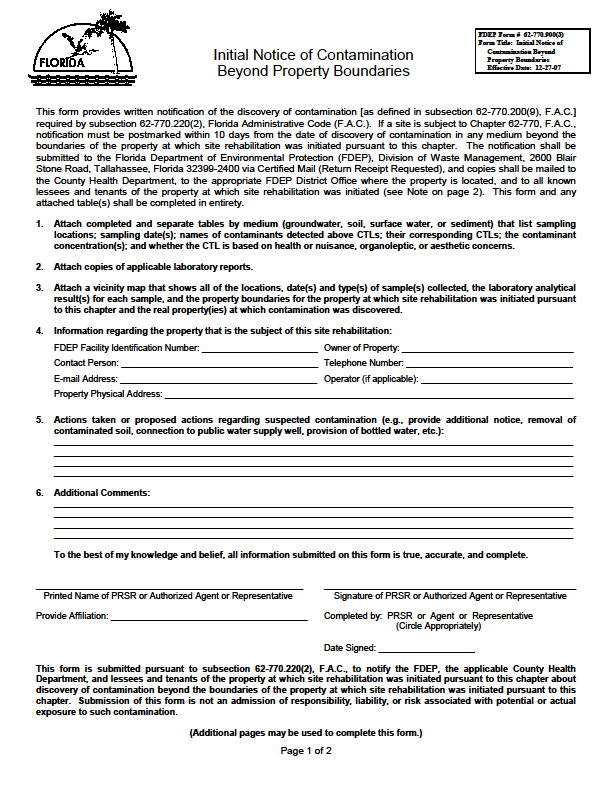 FLORIDA
Initial Notice of Contamination
Beyond Property Boundaries
FDEP Form # 62-770.900(3)
Form Title: Initial Notice of
Contamination Beyond
Property Boundaries
Effective Date: 12-27-07
This form provides written notification of the discovery of contamination [as defined in subsection 62-770.200(9), F.A.C.]
required by subsection 62-770.220(2), Florida Administrative Code (F.A.C.). If a site is subject to Chapter 62-770, F.A.C.,
notification must be postmarked within 10 days from the date of discovery of contamination in any medium beyond the
boundaries of the property at which site rehabilitation was initiated pursuant to this chapter. The notification shall be
submitted to the Florida Department of Environmental Protection (FDEP), Division of Waste Management, 2600 Blair
Stone Road, Tallahassee, Florida 32399-2400 via Certified Mail (Return Receipt Requested), and copies shall be mailed to
the County Health Department, to the appropriate FDEP District Office where the property is located, and to all known
lessees and tenants of the property at which site rehabilitation was initiated (see Note on page 2). This form and any
attached table(s) shall be completed in entirety.
1. Attach completed and separate tables by medium (groundwater, soil, surface water, or sediment) that list sampling
locations; sampling date(s); names of contaminants detected above CTLs; their corresponding CTLs; the contaminant
concentration(s); and whether the CTL is based on health or nuisance, organoleptic, or aesthetic concerns.
2. Attach copies of applicable laboratory reports.
3. Attach a vicinity map that shows all of the locations, date(s) and type(s) of sample(s) collected, the laboratory analytical
result(s) for each sample, and the property boundaries for the property at which site rehabilitation was initiated pursuant
to this chapter and the real property(ies) at which contamination was discovered.
4. Information regarding the property that is the subject of this site rehabilitation:
FDEP Facility Identification Number: ____________________ Owner of Property: ____________________
Contact Person: ____________________ Telephone Number: ____________________
E-mail Address: ____________________ Operator (if applicable): ____________________
Property Physical Address: ____________________
5. Actions taken or proposed actions regarding suspected contamination (e.g., provide additional notice, removal of
contaminated soil, connection to public water supply well, provision of bottled water, etc.):
6. Additional Comments:
To the best of my knowledge and belief, all information submitted on this form is true, accurate, and complete.
Printed Name of PRSR or Authorized Agent or Representative Signature of PRSR or Authorized Agent or Representative
Provide Affiliation: ____________________ Completed by: PRSR or Agent or Representative
(Circle Appropriately)
Date Signed: ____________________
This form is submitted pursuant to subsection 62-770.220(2), F.A.C., to notify the FDEP, the applicable County Health
Department, and lessees and tenants of the property at which site rehabilitation was initiated pursuant to this chapter about
discovery of contamination beyond the boundaries of the property at which site rehabilitation was initiated pursuant to this
chapter. Submission of this form is not an admission of responsibility, liability, or risk associated with potential or actual
exposure to such contamination.
(Additional pages may be used to complete this form.)
Page 1 of 2